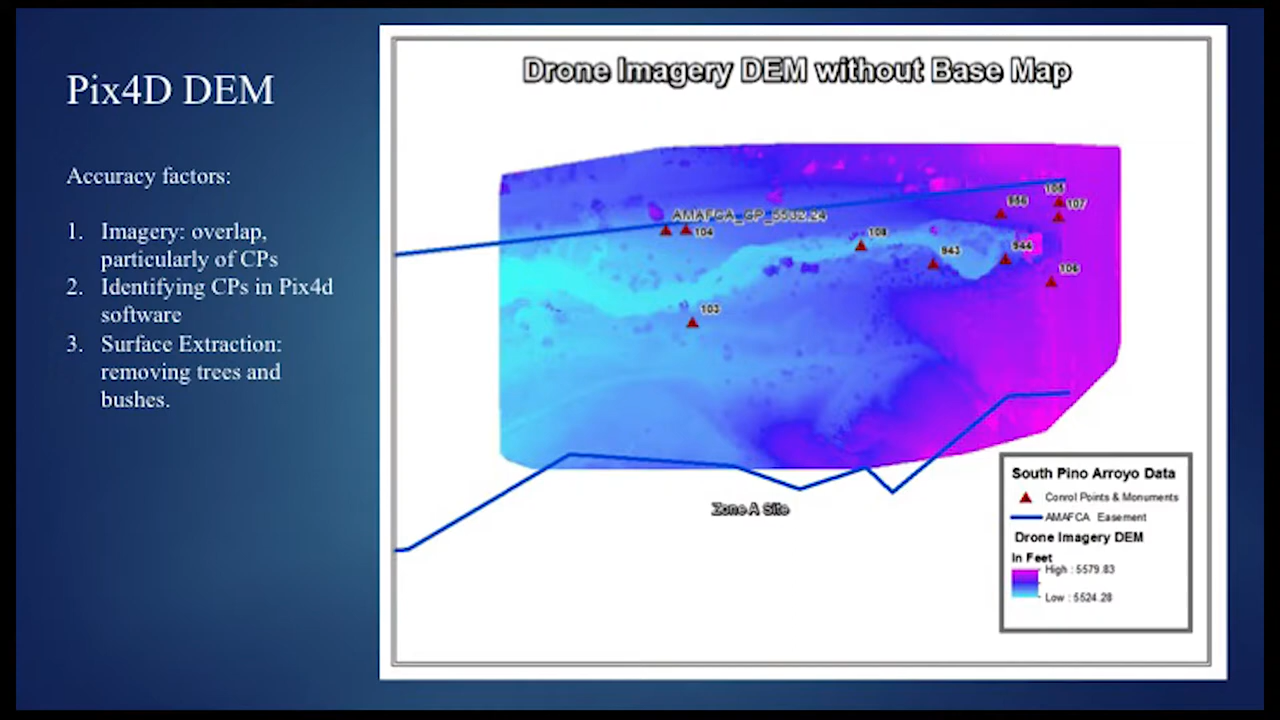 Pix4D DEM
Accuracy factors:
1. Imagery: overlap,
particularly of CPs
2. Identifying CPs in Pix4d
software
3. Surface Extraction:
removing trees and
bushes.
Drone Imagery DEM without Base Map
105
107
AMAFCA_CP_5532.24
104
108
943
944
106
103
Zone A Site
South Pino Arroyo Data
Conrol Points & Monuments
AMAFCA Easement
Drone Imagery DEM
In Feet
High : 5579.83
Low : 5524.28